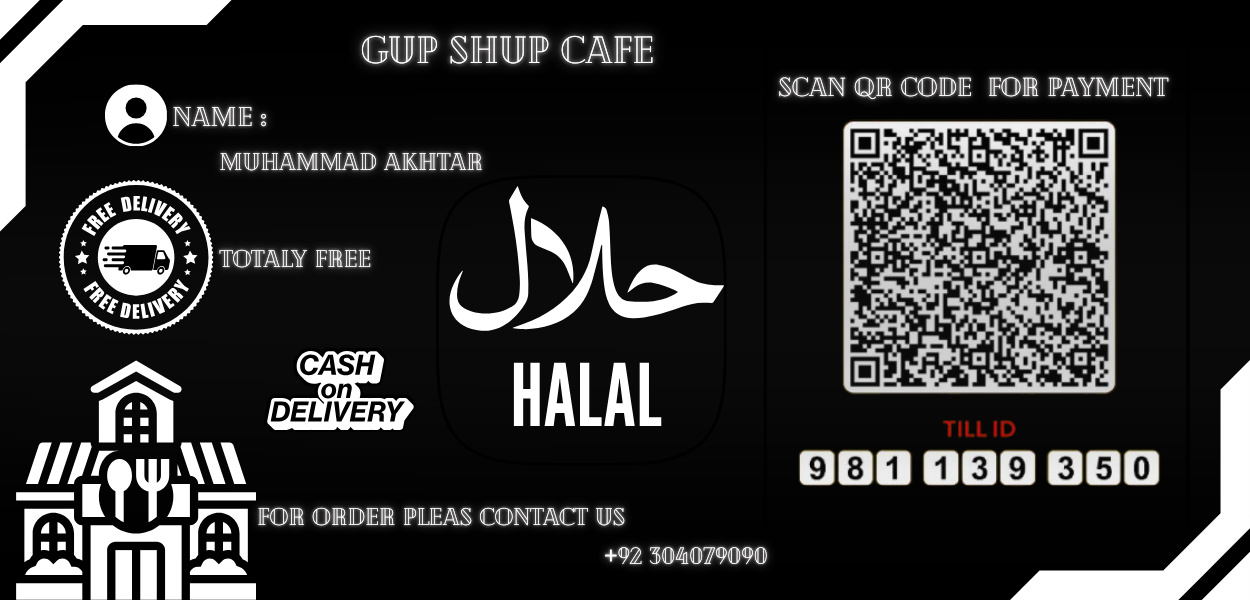 GUP SHUP CAFE
NAME :
MUHAMMAD AKHTAR
FREE DELIVERY
FREE DELIVERY
TOTALY FREE
CASH
on
DELIVERY
حلال
HALAL
FOR ORDER PLEAS CONTACT US
+92 304079090
SCAN QR CODE FOR PAYMENT
TILL ID
981 139 350